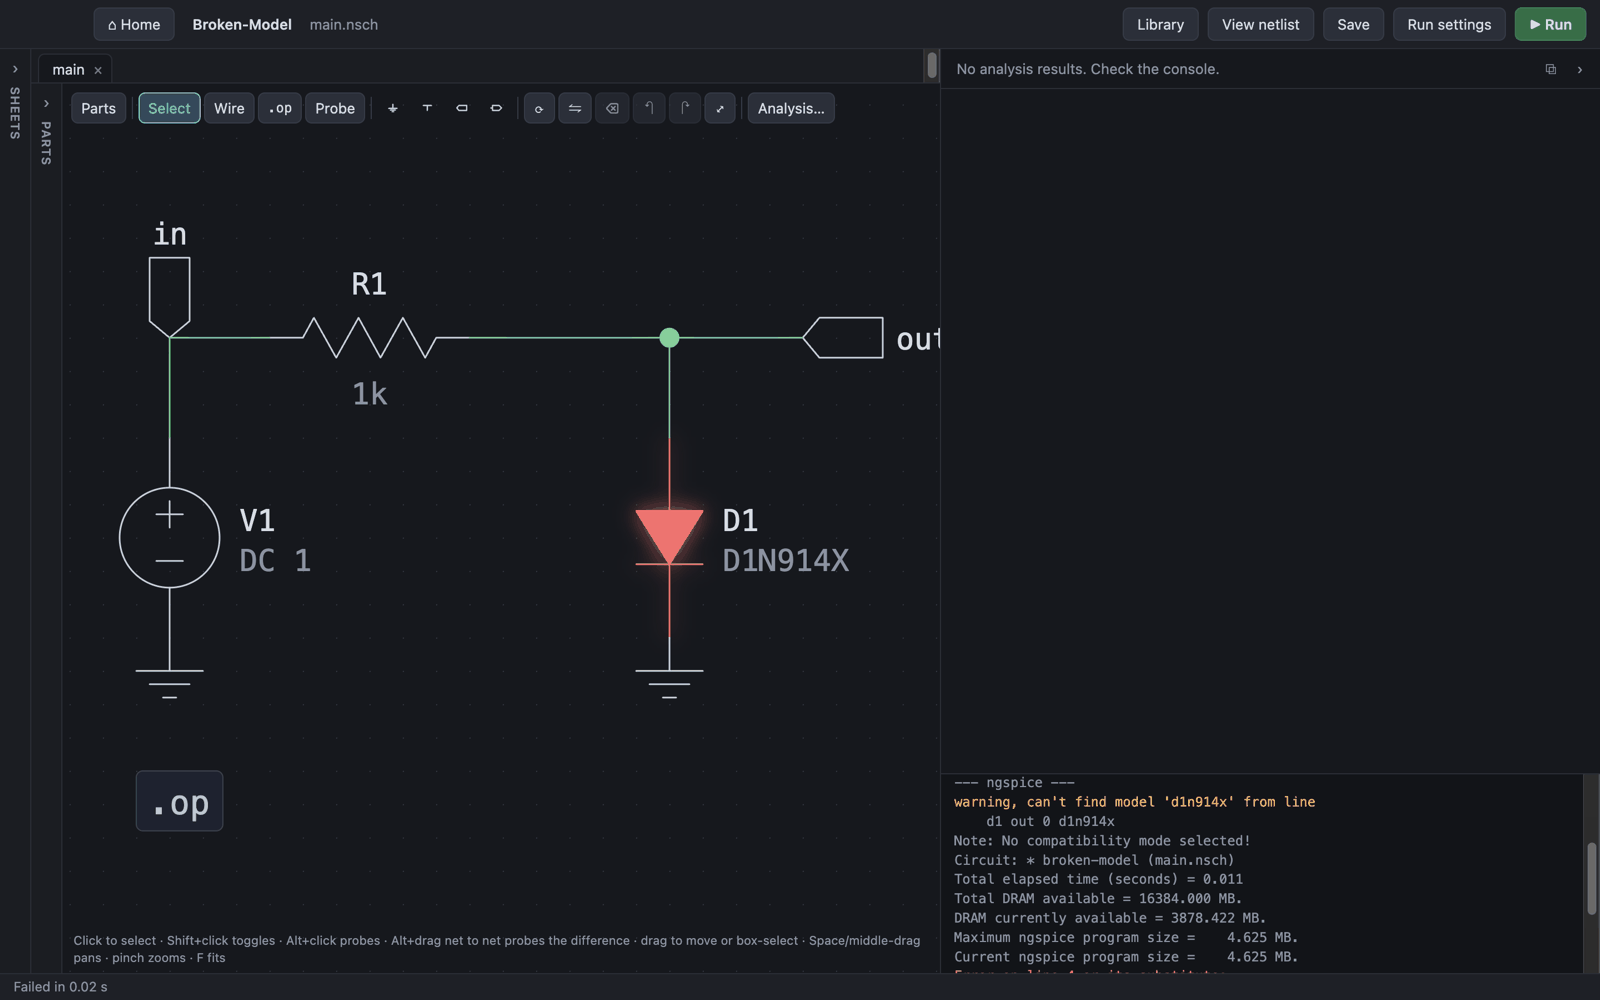 ⌂ Home
Broken-Model
main.nsch
Library
View netlist
Save
Run settings
▶ Run
SHEETS
main ×
No analysis results. Check the console.
PARTS
Parts
Select
Wire
.op
Probe
Analysis...
in
R1
1k
out
V1
DC 1
D1
D1N914X
.op
Click to select · Shift+click toggles · Alt+click probes · Alt+drag net to net probes the difference · drag to move or box-select · Space/middle-drag
pans · pinch zooms · F fits
--- ngspice ---
warning, can't find model 'd1n914x' from line
d1 out 0 d1n914x
Note: No compatibility mode selected!
Circuit: * broken-model (main.nsch)
Total elapsed time (seconds) = 0.011
Total DRAM available = 16384.000 MB.
DRAM currently available = 3878.422 MB.
Maximum ngspice program size = 4.625 MB.
Current ngspice program size = 4.625 MB.
Failed in 0.02 s